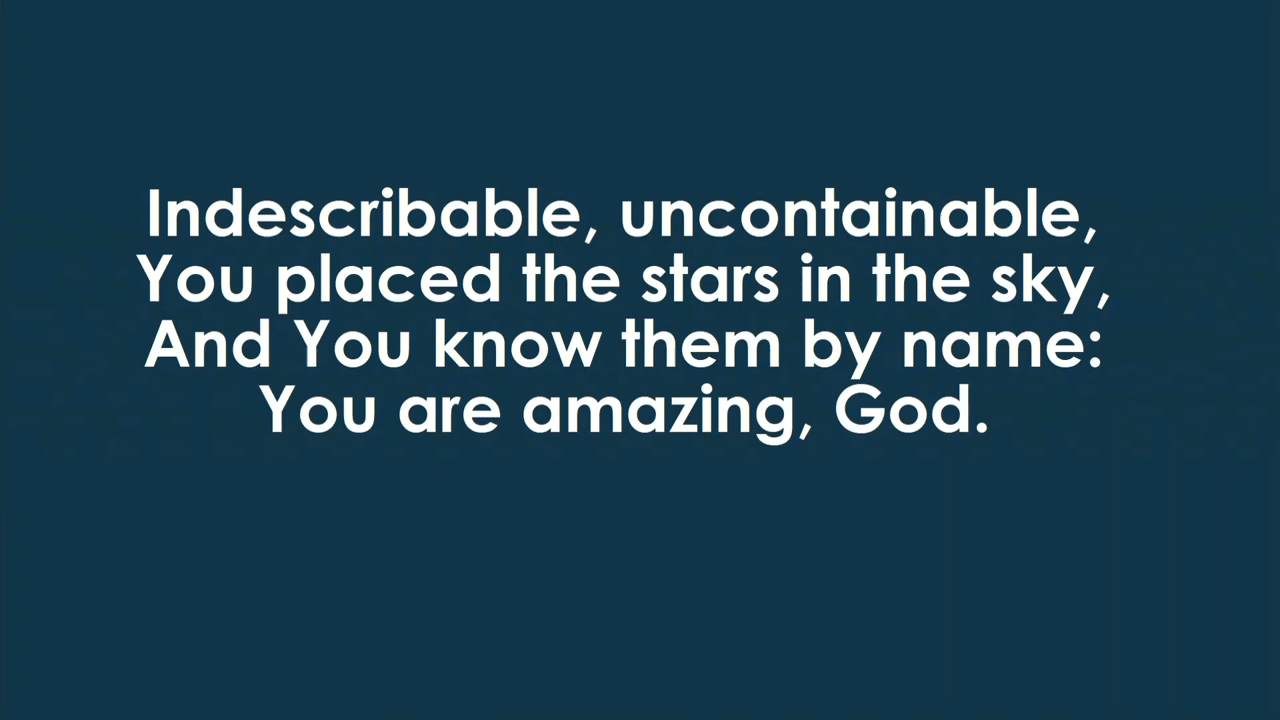 Indescribable, uncontainable,
You placed the stars in the sky,
And You know them by name:
You are amazing, God.